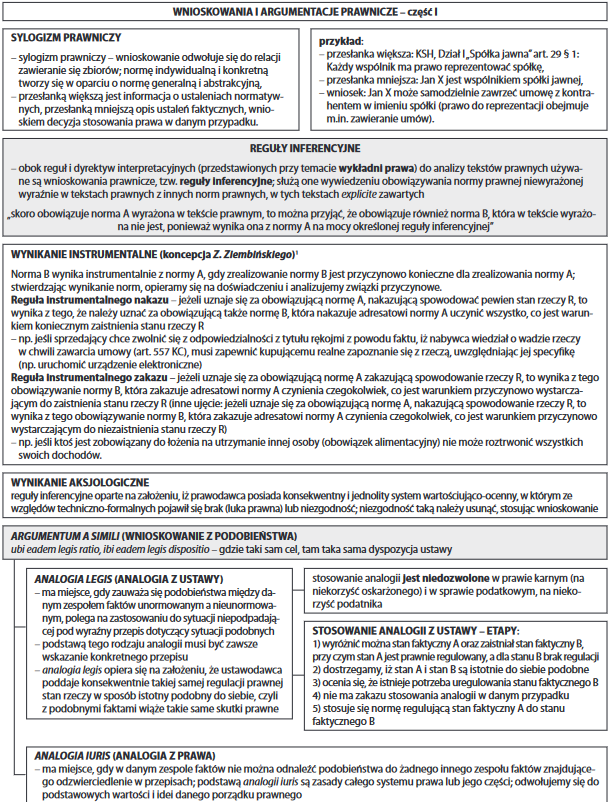 WNIOSKOWANIA I ARGUMENTACJE PRAWNICZE – część I
SYLOGIZM PRAWNICZY
– sylogizm prawniczy – wnioskowanie odwołuje się do relacji
zawieranie się zbiorów; normę indywidualną i konkretną
tworzy się w oparciu o normę generalną i abstrakcyjną,
– przesłanką większą jest informacja o ustaleniach normatyw-
nych, przesłanką mniejszą opis ustaleń faktycznych, wnio-
skiem decyzja stosowania prawa w danym przypadku.
przykład:
– przesłanka większa: KSH, Dział I „Spółka jawna” art. 29 § 1:
Każdy wspólnik ma prawo reprezentować spółkę,
– przesłanka mniejsza: Jan X jest wspólnikiem spółki jawnej,
– wniosek: Jan X może samodzielnie zawrzeć umowę z kontra-
hentem w imieniu spółki (prawo do reprezentacji obejmuje
m.in. zawieranie umów).
REGUŁY INFERENCYJNE
– obok reguł i dyrektyw interpretacyjnych (przedstawionych przy temacie wykładni prawa) do analizy tekstów prawnych używa-
ne są wnioskowania prawnicze, tzw. reguły inferencyjne; służą one wywiedzeniu obowiązywania normy prawnej niewyrażonej
wyraźnie w tekstach prawnych z innych norm prawnych, w tych tekstach explicite zawartych
„skoro obowiązuje norma A wyrażona w tekście prawnym, to można przyjąć, że obowiązuje również norma B, która w tekście wyrażo-
na nie jest, ponieważ wynika ona z normy A na mocy określonej reguły inferencyjnej”
WYNIKANIE INSTRUMENTALNE (koncepcja Z. Ziembińskiego)¹
Norma B wynika instrumentalnie z normy A, gdy zrealizowanie normy B jest przyczynowo konieczne dla zrealizowania normy A;
stwierdzając wynikanie norm, opieramy się na doświadczeniu i analizujemy związki przyczynowe.
Reguła instrumentalnego nakazu – jeżeli uznaje się za obowiązującą normę A, nakazującą spowodować pewien stan rzeczy R, to
wynika z tego, że należy uznać za obowiązującą także normę B, która nakazuje adresatowi normy A uczynić wszystko, co jest warun-
kiem koniecznym zaistnienia stanu rzeczy R
– np. jeśli sprzedający chce zwolnić się z odpowiedzialności z tytułu rękojmi z powodu faktu, iż nabywca wiedział o wadzie rzeczy
w chwili zawarcia umowy (art. 557 KC), musi zapewnić kupującemu realne zapoznanie się z rzeczą, uwzględniając jej specyfikę
(np. uruchomić urządzenie elektroniczne)
Reguła instrumentalnego zakazu – jeżeli uznaje się za obowiązującą normę A zakazującą spowodowanie rzeczy R, to wynika z tego
obowiązywanie normy B, która zakazuje adresatowi normy A czynienia czegokolwiek, co jest warunkiem przyczynowo wystarcza-
jącym do zaistnienia stanu rzeczy R (inne ujęcie: jeżeli uznaje się za obowiązującą normę A, nakazującą spowodowanie rzeczy R, to
wynika z tego obowiązywanie normy B, która zakazuje adresatowi normy A czynienia czegokolwiek, co jest warunkiem przyczynowo
wystarczającym do niezaistnienia stanu rzeczy R)
– np. jeśli ktoś jest zobowiązany do łożenia na utrzymanie innej osoby (obowiązek alimentacyjny) nie może roztrwonić wszystkich
swoich dochodów.
WYNIKANIE AKSJOLOGICZNE
reguły inferencyjne oparte na założeniu, iż prawodawca posiada konsekwentny i jednolity system wartościująco-ocenny, w którym ze
względów techniczno-formalnych pojawił się brak (luka prawna) lub niezgodność; niezgodność taką należy usunąć, stosując wnioskowanie
ARGUMENTUM A SIMILI (WNIOSKOWANIE Z PODOBIEŃSTWA)
ubi eadem legis ratio, ibi eadem legis dispositio – gdzie taki sam cel, tam taka sama dyspozycja ustawy
ANALOGIA LEGIS (ANALOGIA Z USTAWY)
– ma miejsce, gdy zauważa się podobieństwa między da-
nym zespołem faktów unormowanym a nieunormowa-
nym, polega na zastosowaniu do sytuacji niepodpadają-
cej pod wyraźny przepis dotyczący sytuacji podobnych
– podstawą tego rodzaju analogii musi być zawsze
wskazanie konkretnego przepisu
– analogia legis opiera się na założeniu, że ustawodawca
poddaje konsekwentnie takiej samej regulacji prawnej
stan rzeczy w sposób istotny podobny do siebie, czyli
z podobnymi faktami wiąże takie same skutki prawne
stosowanie analogii jest niedozwolone w prawie karnym (na
niekorzyść oskarżonego) i w sprawie podatkowym, na nieko-
rzyść podatnika
STOSOWANIE ANALOGII Z USTAWY – ETAPY:
1) wyróżnić można stan faktyczny A oraz zaistniał stan faktyczny B,
przy czym stan A jest prawnie regulowany, a dla stanu B brak regulacji
2) dostrzegamy, iż stan A i stan B są istotnie do siebie podobne
3) ocenia się, że istnieje potrzeba uregulowania stanu faktycznego B
4) nie ma zakazu stosowania analogii w danym przypadku
5) stosuje się normę regulującą stan faktyczny A do stanu
faktycznego B
ANALOGIA IURIS (ANALOGIA Z PRAWA)
– ma miejsce, gdy w danym zespole faktów nie można odnaleźć podobieństwa do żadnego innego zespołu faktów znajdujące-
go odzwierciedlenie w przepisach; podstawą analogii iuris są zasady całego systemu prawa lub jego części; odwołujemy się do
podstawowych wartości i idei danego porządku prawnego